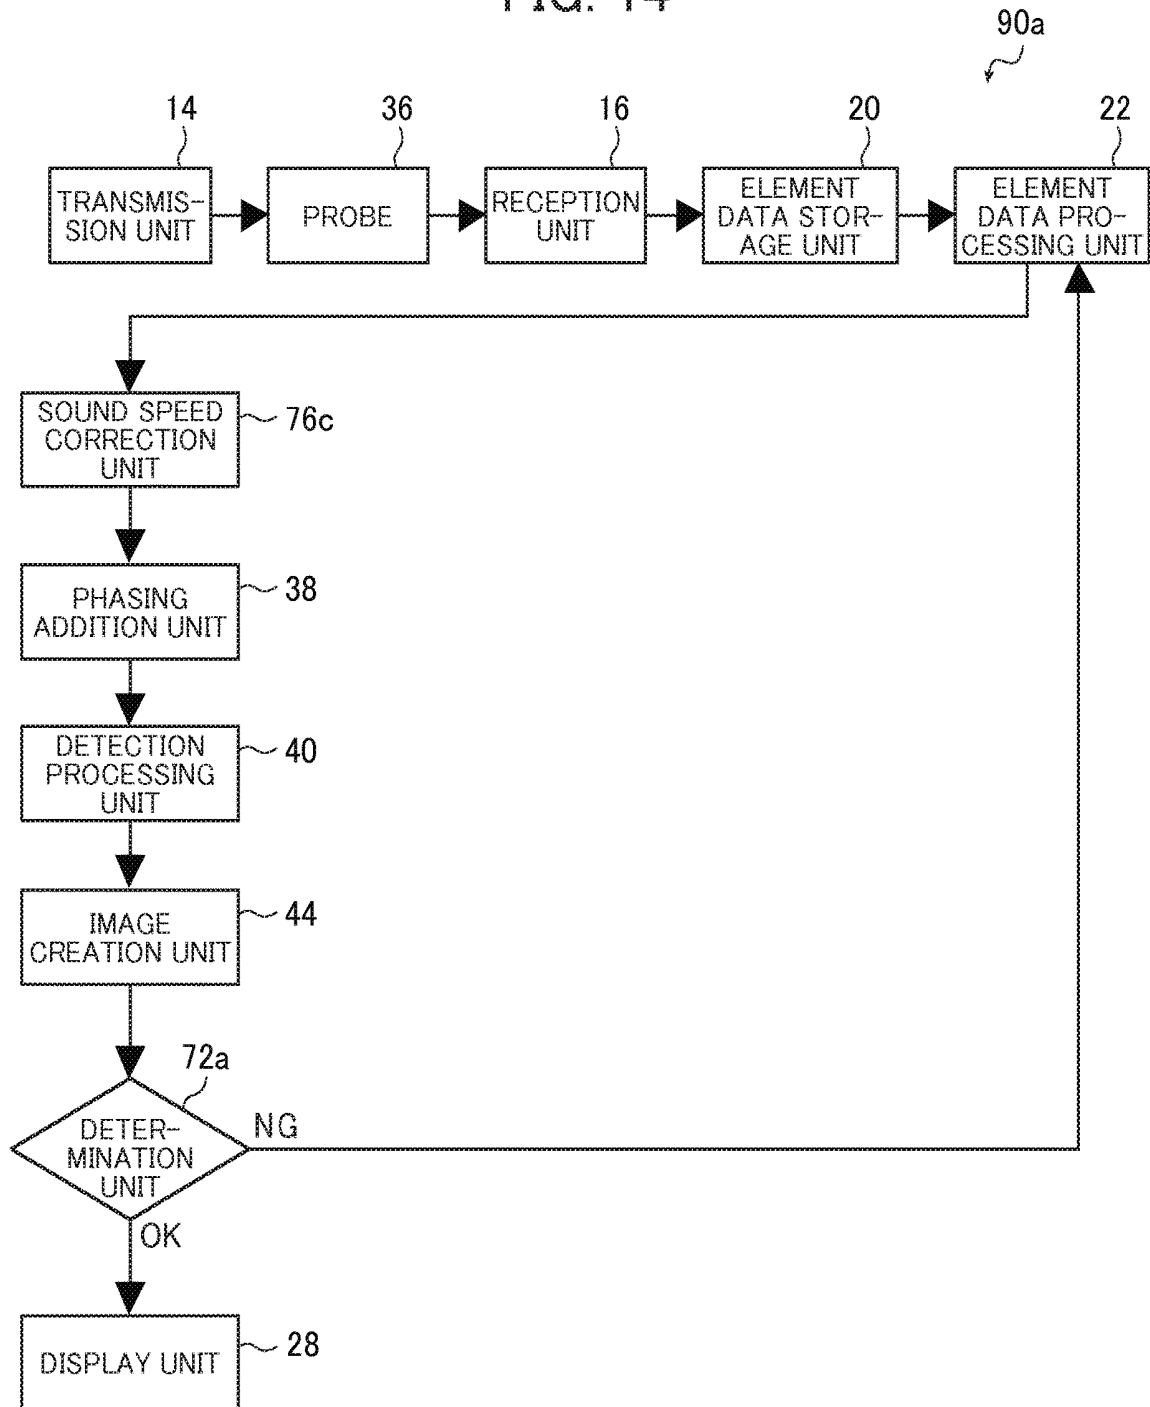 FIG. 14
90a
14
36
16
20
22
TRANSMIS-
SION UNIT
PROBE
RECEPTION
UNIT
ELEMENT
DATA STOR-
AGE UNIT
ELEMENT
DATA PRO-
CESSING UNIT
SOUND SPEED
CORRECTION
UNIT
76c
PHASING
ADDITION UNIT
38
DETECTION
PROCESSING
UNIT
40
IMAGE
CREATION UNIT
44
72a
DETER-
MINATION
UNIT
NG
OK
DISPLAY UNIT
28